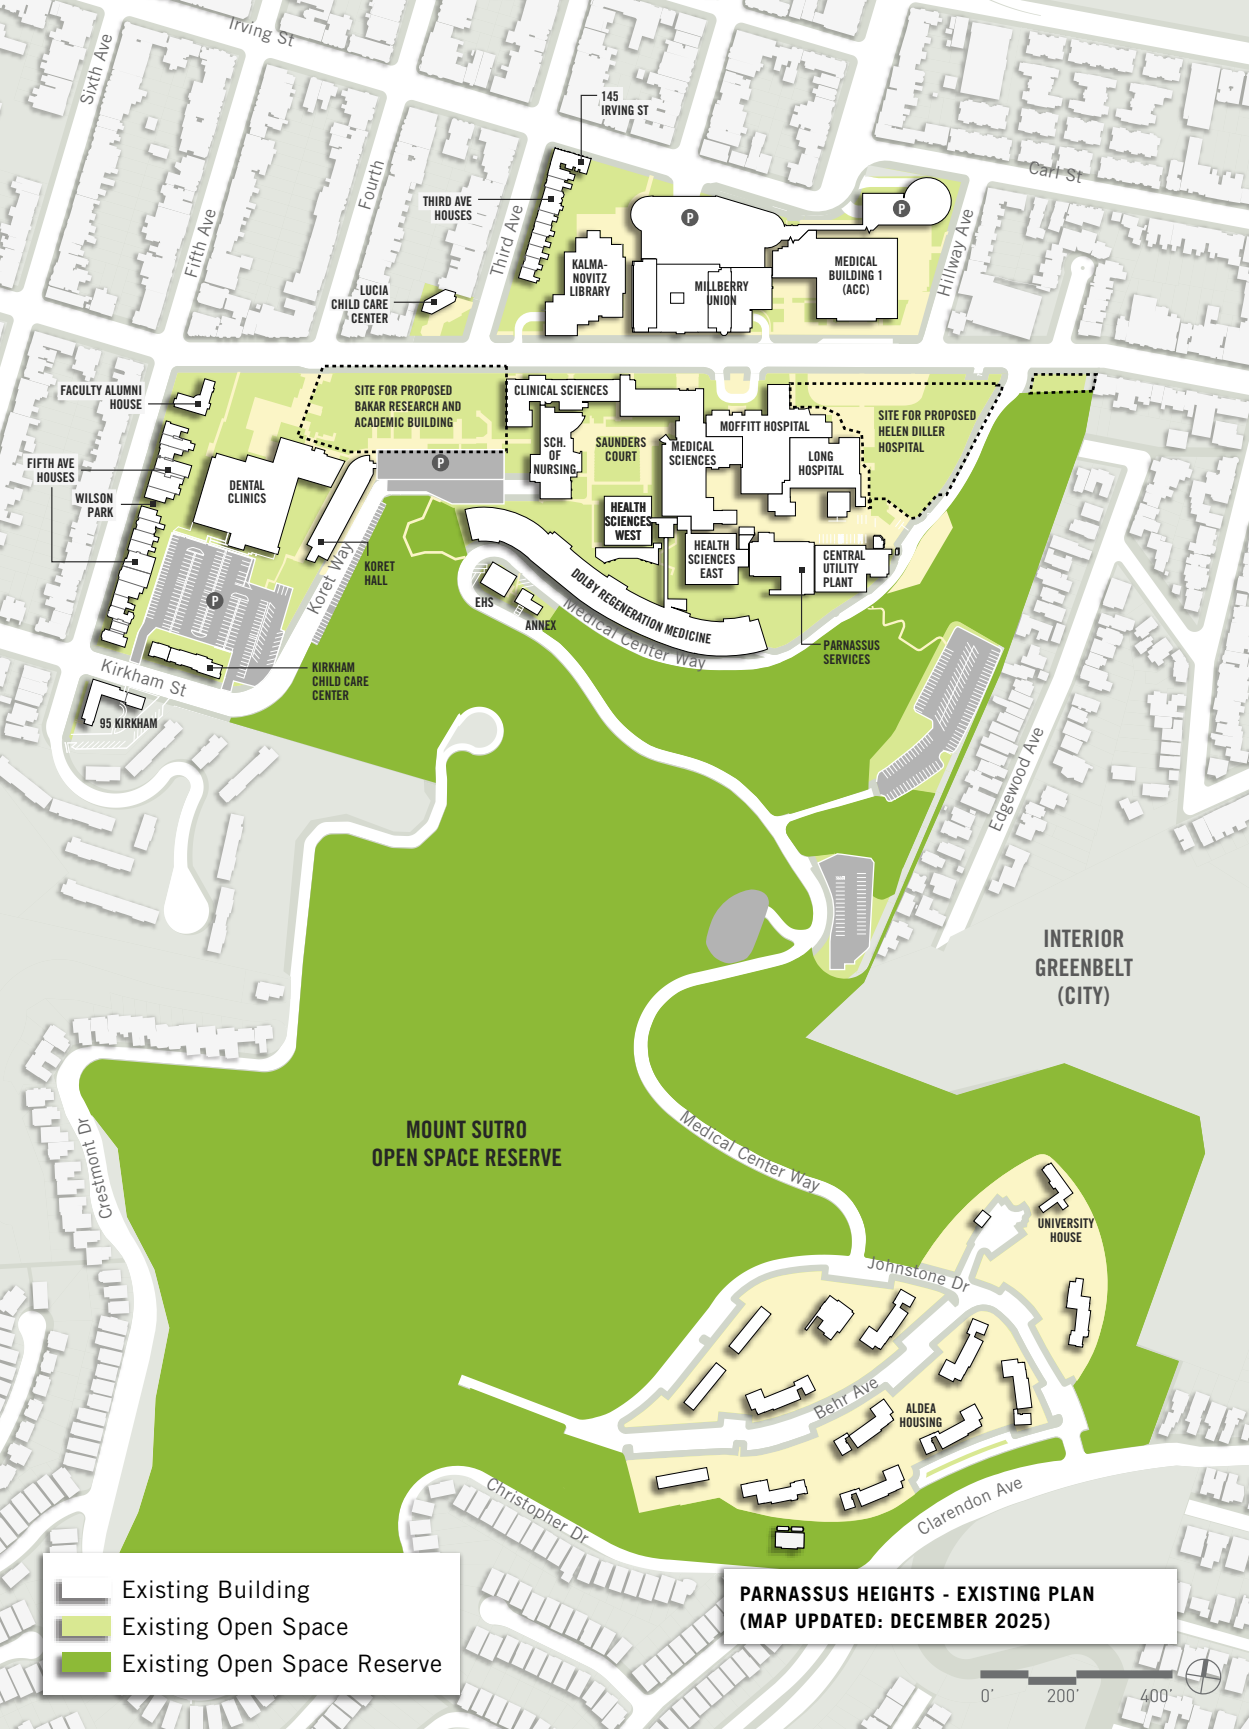 Irving St
Sixth Ave
145
IRVING ST
Carl St
Fourth
THIRD AVE
HOUSES
Third Ave
Fifth Ave
Hillway Ave
P
P
KALMA-
NOVITZ
LIBRARY
MILLBERRY
UNION
MEDICAL
BUILDING 1
(ACC)
LUCIA
CHILD CARE
CENTER
FACULTY ALUMNI
HOUSE
SITE FOR PROPOSED
BAKAR RESEARCH AND
ACADEMIC BUILDING
CLINICAL SCIENCES
SCH.
OF
NURSING
SAUNDERS
COURT
MEDICAL
SCIENCES
MOFFITT HOSPITAL
LONG
HOSPITAL
SITE FOR PROPOSED
HELEN DILLER
HOSPITAL
FIFTH AVE
HOUSES
WILSON
PARK
DENTAL
CLINICS
P
HEALTH
SCIENCES
WEST
HEALTH
SCIENCES
EAST
CENTRAL
UTILITY
PLANT
KORET
HALL
Koret Way
P
EHS
ANNEX
DOLBY REGENERATION MEDICINE
Medical Center Way
PARNASSUS
SERVICES
KIRKHAM
CHILD CARE
CENTER
Kirkham St
95 KIRKHAM
Edgewood Ave
INTERIOR
GREENBELT
(CITY)
MOUNT SUTRO
OPEN SPACE RESERVE
Crestmont Dr
Medical Center Way
UNIVERSITY
HOUSE
Johnstone Dr
Behr Ave
ALDEA
HOUSING
Christopher Dr
Clarendon Ave
Existing Building
Existing Open Space
Existing Open Space Reserve
PARNASSUS HEIGHTS - EXISTING PLAN
(MAP UPDATED: DECEMBER 2025)
0' 200' 400'